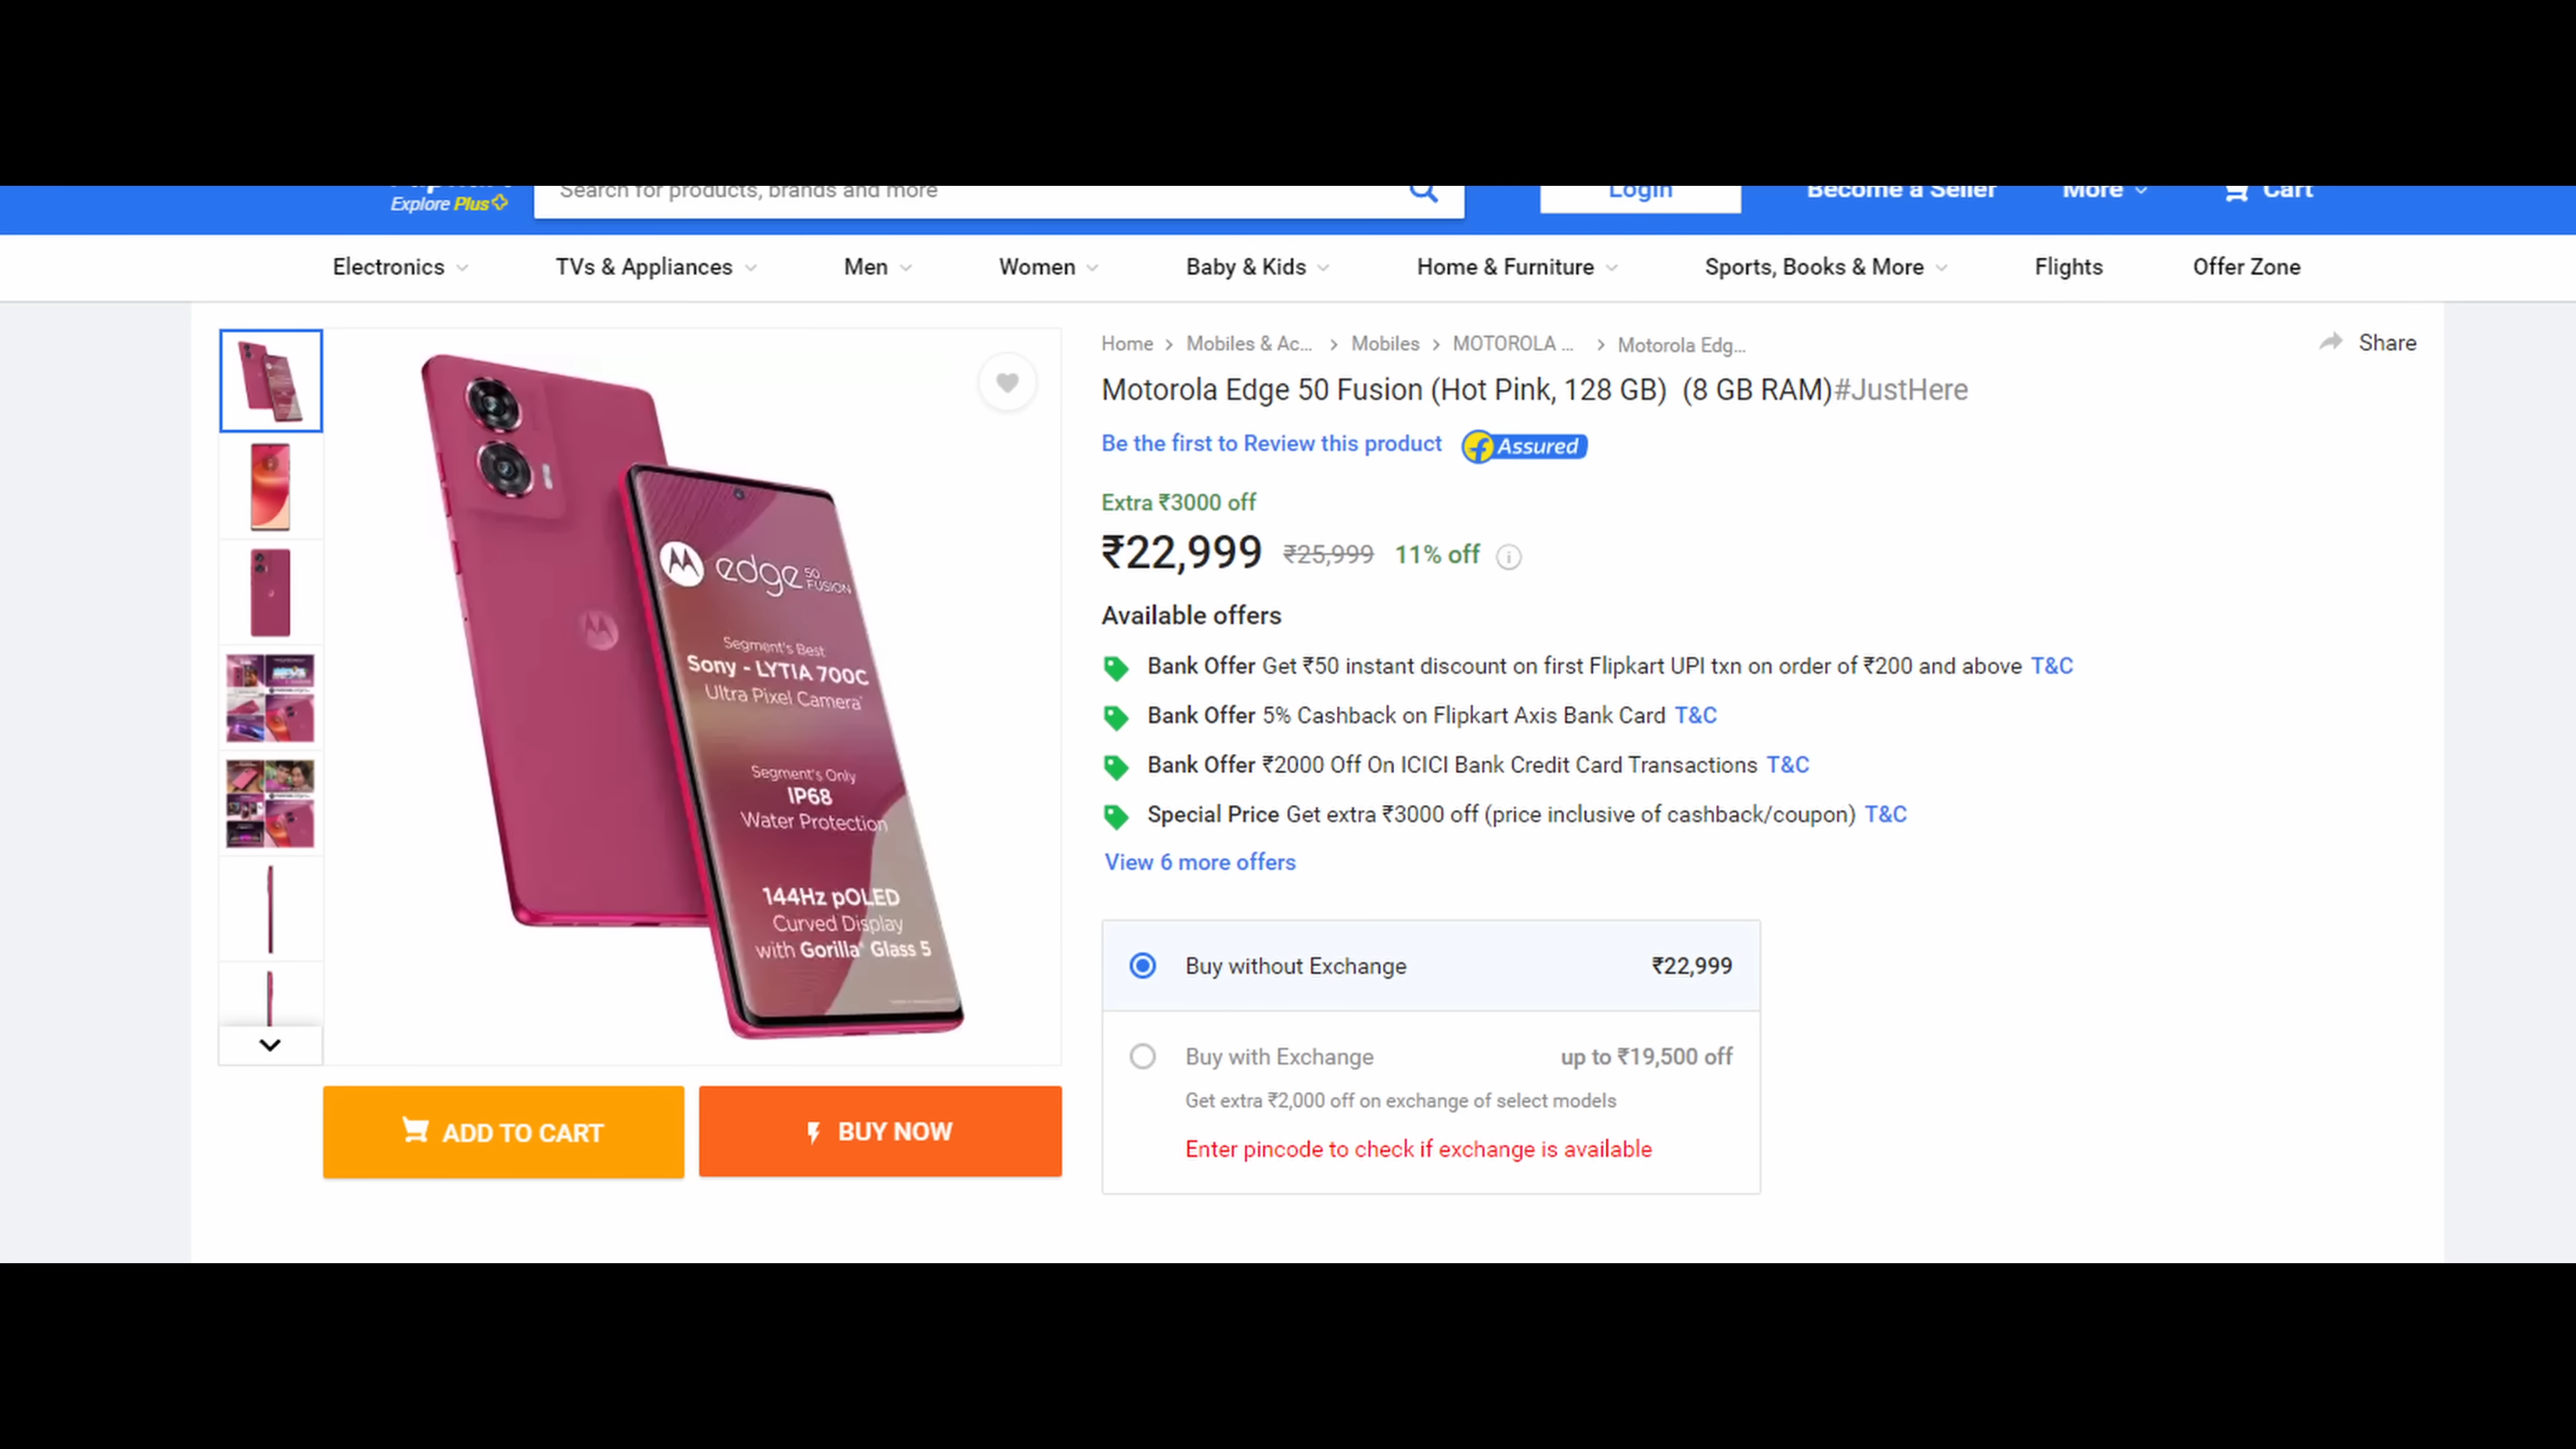 Explore Plus
Search for products, brands and more
Login
Become a Seller
More
Cart
Electronics
TVs & Appliances
Men
Women
Baby & Kids
Home & Furniture
Sports, Books & More
Flights
Offer Zone
Home > Mobiles & Ac... > Mobiles > MOTOROLA ... > Motorola Edg...
Share
Motorola Edge 50 Fusion (Hot Pink, 128 GB) (8 GB RAM)#JustHere
Be the first to Review this product
f Assured
Extra ₹3000 off
₹22,999 ₹25,999 11% off i
Available offers
Bank Offer Get ₹50 instant discount on first Flipkart UPI txn on order of ₹200 and above T&C
Bank Offer 5% Cashback on Flipkart Axis Bank Card T&C
Bank Offer ₹2000 Off On ICICI Bank Credit Card Transactions T&C
Special Price Get extra ₹3000 off (price inclusive of cashback/coupon) T&C
View 6 more offers
Buy without Exchange ₹22,999
Buy with Exchange up to ₹19,500 off
Get extra ₹2,000 off on exchange of select models
Enter pincode to check if exchange is available
edge 50
FUSION
Segment's Best
Sony - LYTIA 700C
Ultra Pixel Camera*
Segment's Only
IP68
Water Protection
144Hz pOLED
Curved Display
with Gorilla® Glass 5
ADD TO CART
BUY NOW